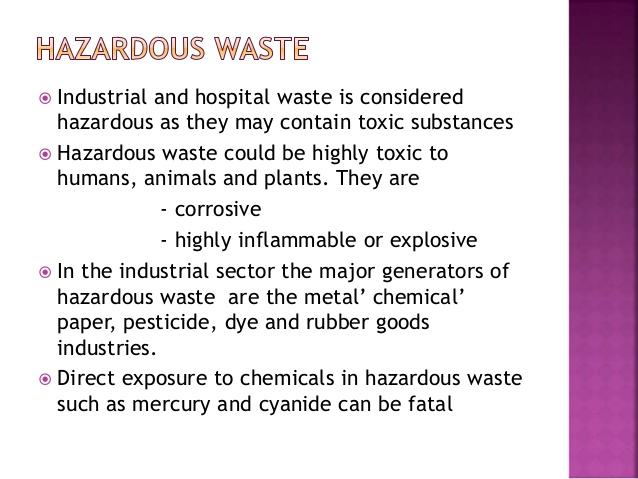 HAZARDOUS WASTE
Industrial and hospital waste is considered
hazardous as they may contain toxic substances
Hazardous waste could be highly toxic to
humans, animals and plants. They are
- corrosive
- highly inflammable or explosive
In the industrial sector the major generators of
hazardous waste are the metal’ chemical’
paper, pesticide, dye and rubber goods
industries.
Direct exposure to chemicals in hazardous waste
such as mercury and cyanide can be fatal